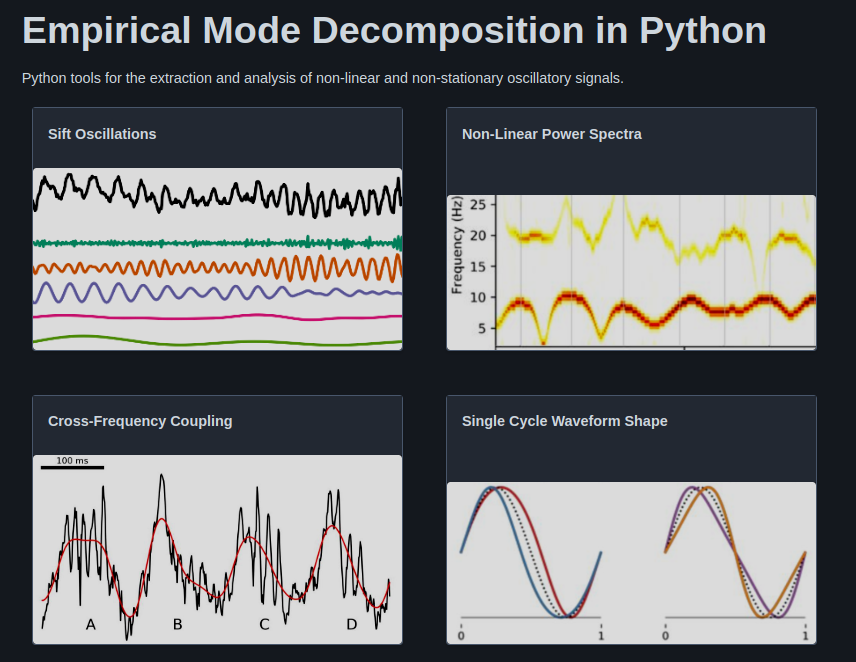 Empirical Mode Decomposition in Python
Python tools for the extraction and analysis of non-linear and non-stationary oscillatory signals.
Sift Oscillations
Non-Linear Power Spectra
Frequency (Hz)
25
20
15
10
5
Cross-Frequency Coupling
100 ms
A B C D
Single Cycle Waveform Shape
0 1
0 1